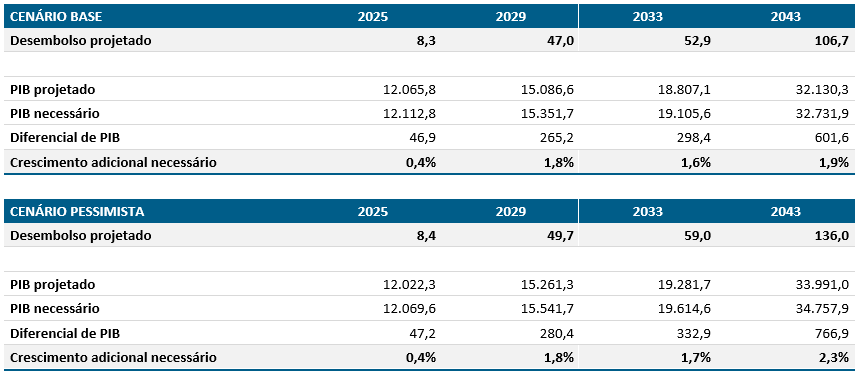 CENÁRIO BASE 2025 2029 2033 2043
Desembolso projetado 8,3 47,0 52,9 106,7
PIB projetado 12.065,8 15.086,6 18.807,1 32.130,3
PIB necessário 12.112,8 15.351,7 19.105,6 32.731,9
Diferencial de PIB 46,9 265,2 298,4 601,6
Crescimento adicional necessário 0,4% 1,8% 1,6% 1,9%
CENÁRIO PESSIMISTA 2025 2029 2033 2043
Desembolso projetado 8,4 49,7 59,0 136,0
PIB projetado 12.022,3 15.261,3 19.281,7 33.991,0
PIB necessário 12.069,6 15.541,7 19.614,6 34.757,9
Diferencial de PIB 47,2 280,4 332,9 766,9
Crescimento adicional necessário 0,4% 1,8% 1,7% 2,3%